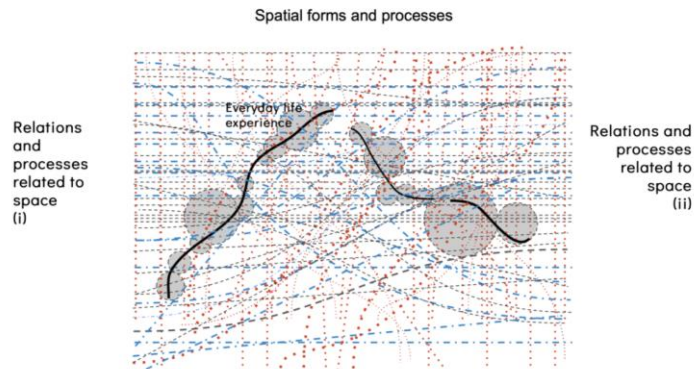 Spatial forms and processes
Everyday life
experience
Relations
and
processes
related to
space
(i)
Relations and
processes
related to
space
(ii)